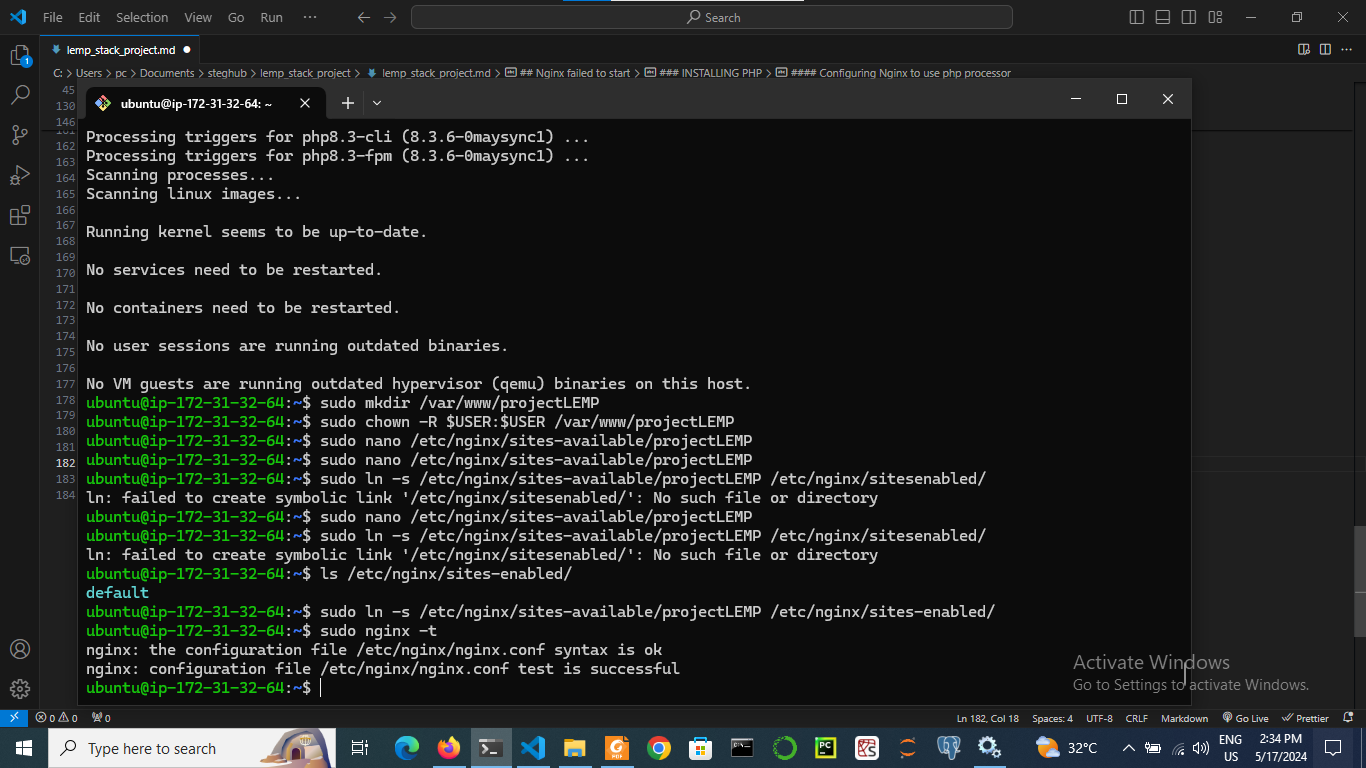 File Edit Selection View Go Run ··· Search
lemp_stack_project.md
C: > Users > pc > Documents > steghub > lemp_stack_project > lemp_stack_project.md > ## Nginx failed to start > ### INSTALLING PHP > #### Configuring Nginx to use php processor
45
130
146
161
162
163
164
165
166
167
168
169
170
171
172
173
174
175
176
177
178
179
180
181
182
183
184
1
ubuntu@ip-172-31-32-64: ~
Processing triggers for php8.3-cli (8.3.6-0maysync1) ...
Processing triggers for php8.3-fpm (8.3.6-0maysync1) ...
Scanning processes...
Scanning linux images...
Running kernel seems to be up-to-date.
No services need to be restarted.
No containers need to be restarted.
No user sessions are running outdated binaries.
No VM guests are running outdated hypervisor (qemu) binaries on this host.
ubuntu@ip-172-31-32-64:~$ sudo mkdir /var/www/projectLEMP
ubuntu@ip-172-31-32-64:~$ sudo chown -R $USER:$USER /var/www/projectLEMP
ubuntu@ip-172-31-32-64:~$ sudo nano /etc/nginx/sites-available/projectLEMP
ubuntu@ip-172-31-32-64:~$ sudo nano /etc/nginx/sites-available/projectLEMP
ubuntu@ip-172-31-32-64:~$ sudo ln -s /etc/nginx/sites-available/projectLEMP /etc/nginx/sitesenabled/
ln: failed to create symbolic link '/etc/nginx/sitesenabled/': No such file or directory
ubuntu@ip-172-31-32-64:~$ sudo nano /etc/nginx/sites-available/projectLEMP
ubuntu@ip-172-31-32-64:~$ sudo ln -s /etc/nginx/sites-available/projectLEMP /etc/nginx/sitesenabled/
ln: failed to create symbolic link '/etc/nginx/sitesenabled/': No such file or directory
ubuntu@ip-172-31-32-64:~$ ls /etc/nginx/sites-enabled/
default
ubuntu@ip-172-31-32-64:~$ sudo ln -s /etc/nginx/sites-available/projectLEMP /etc/nginx/sites-enabled/
ubuntu@ip-172-31-32-64:~$ sudo nginx -t
nginx: the configuration file /etc/nginx/nginx.conf syntax is ok
nginx: configuration file /etc/nginx/nginx.conf test is successful
ubuntu@ip-172-31-32-64:~$
Activate Windows
Go to Settings to activate Windows.
0 0 0 Ln 182, Col 18 Spaces: 4 UTF-8 CRLF Markdown Go Live Prettier
Type here to search
PDF
PC
32°C
ENG
US
2:34 PM
5/17/2024